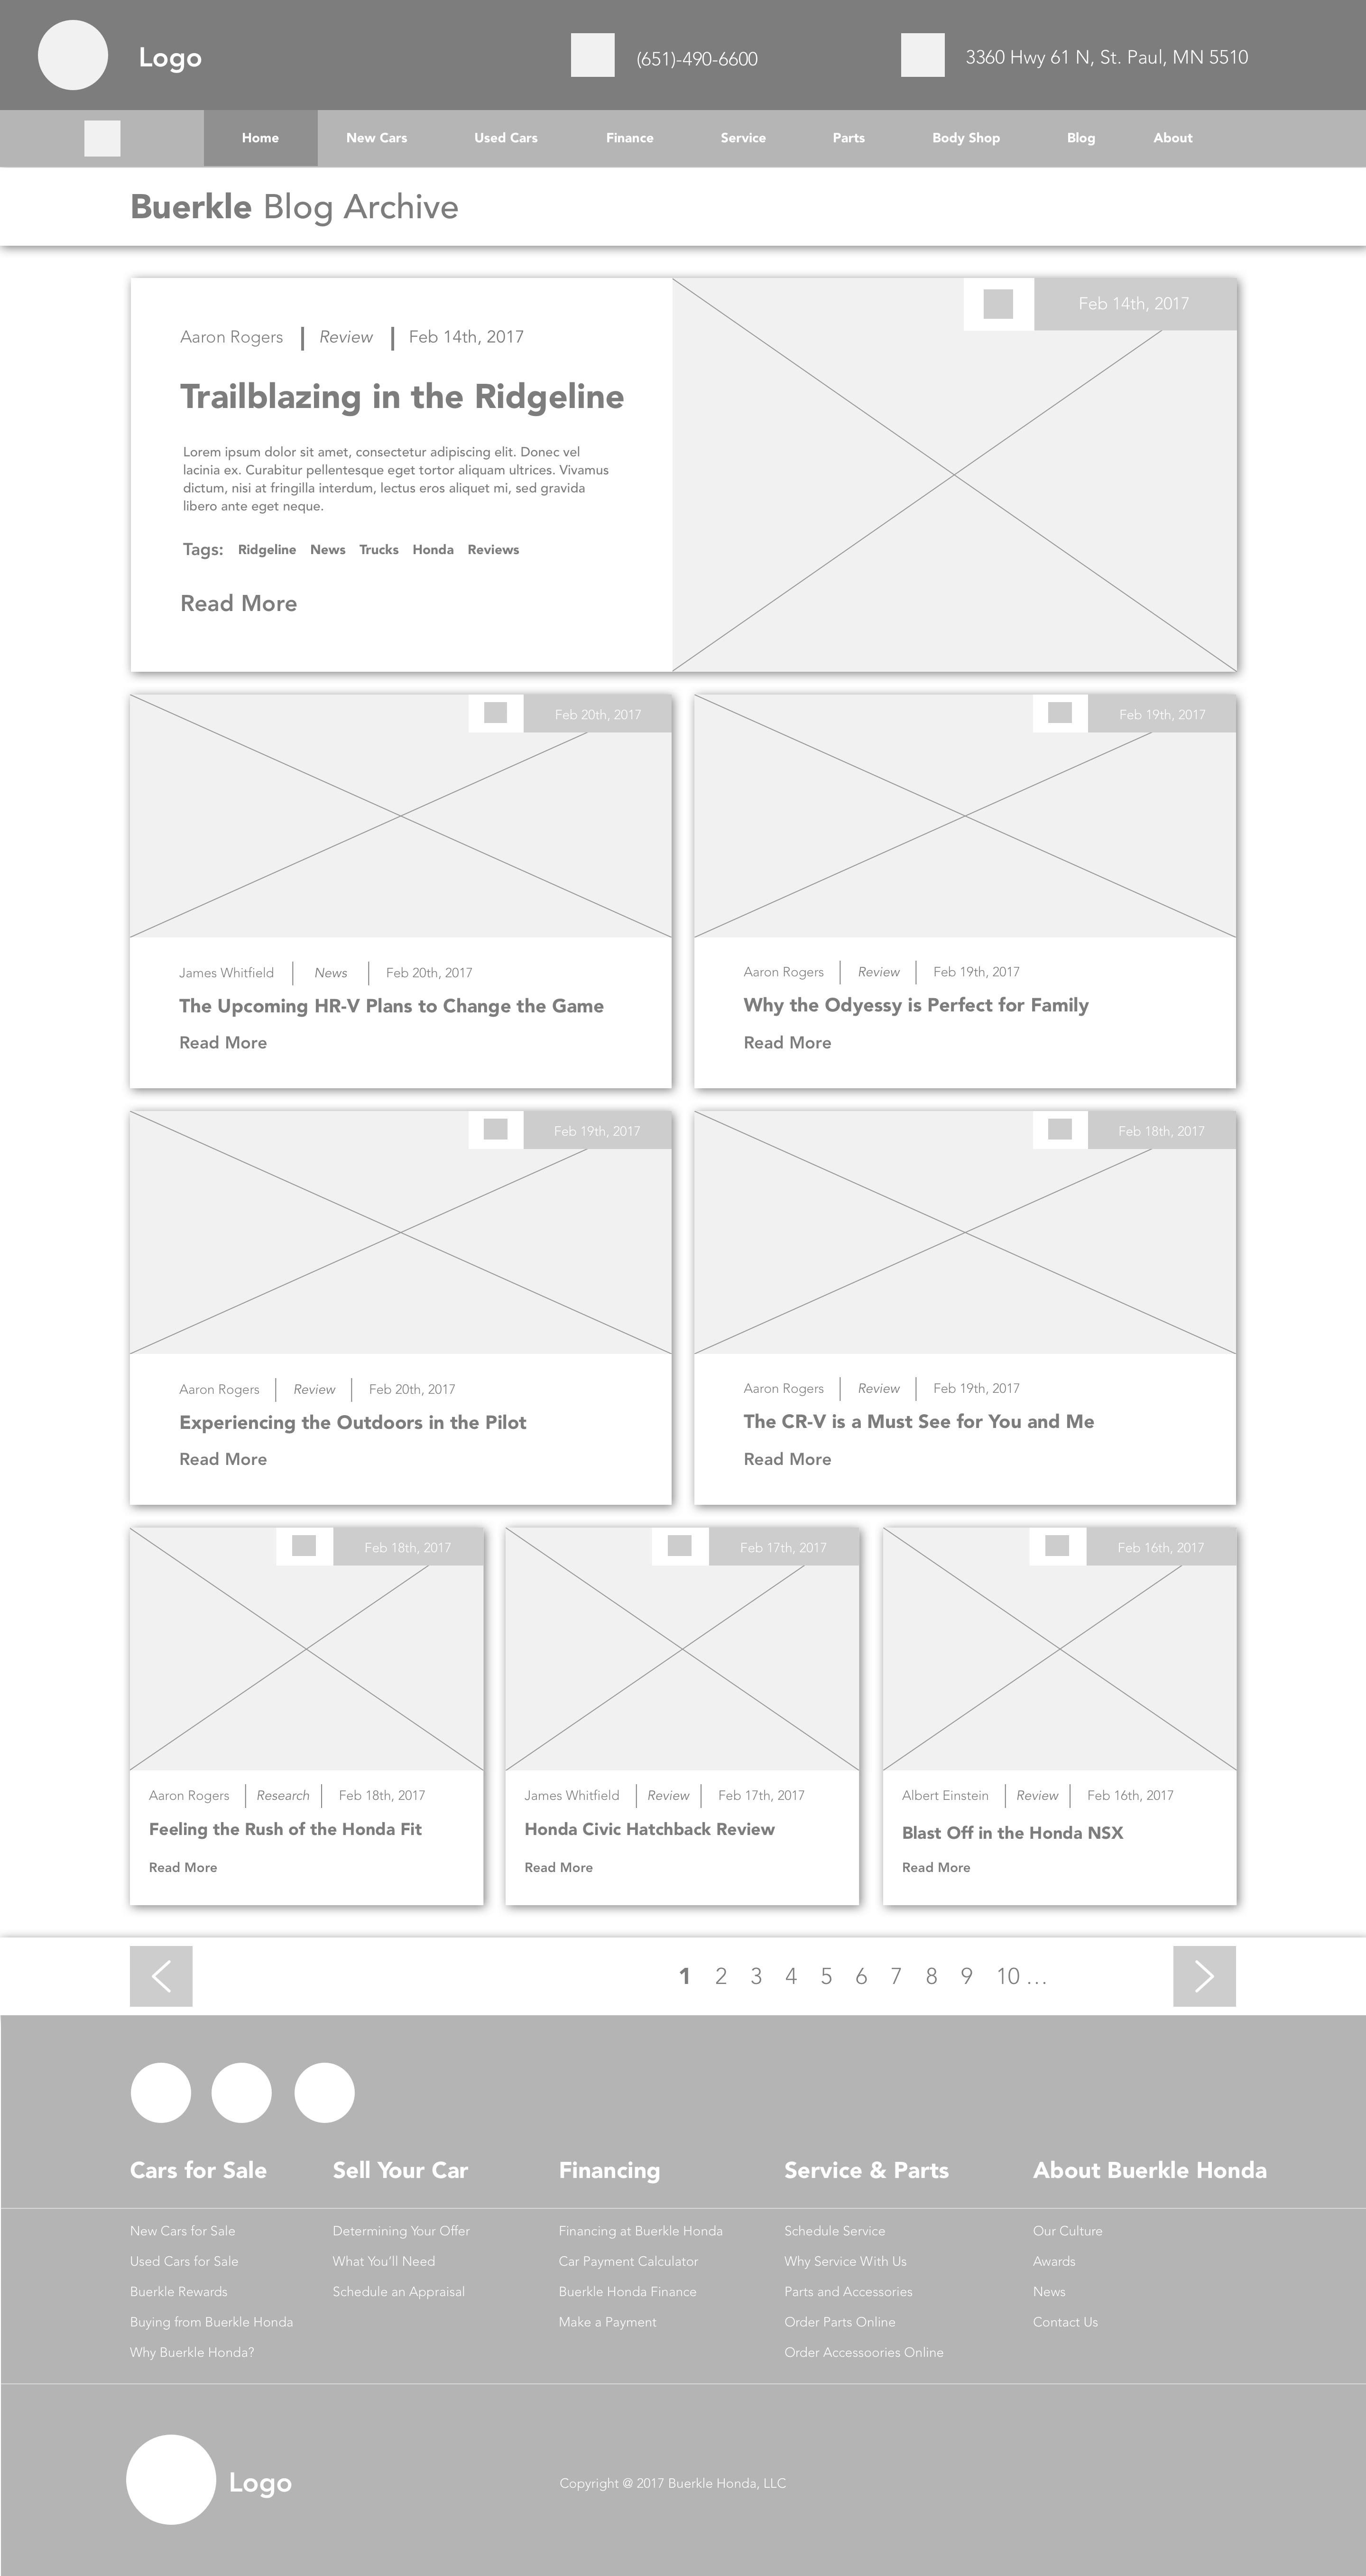 Logo
(651)-490-6600
3360 Hwy 61 N, St. Paul, MN 5510
Home New Cars Used Cars Finance Service Parts Body Shop Blog About
Buerkle Blog Archive
Feb 14th, 2017
Aaron Rogers Review Feb 14th, 2017
Trailblazing in the Ridgeline
Lorem ipsum dolor sit amet, consectetur adipiscing elit. Donec vel
lacinia ex. Curabitur pellentesque eget tortor aliquam ultrices. Vivamus
dictum, nisi at fringilla interdum, lectus eros aliquet mi, sed gravida
libero ante eget neque.
Tags: Ridgeline News Trucks Honda Reviews
Read More
Feb 20th, 2017
James Whitfield News Feb 20th, 2017
The Upcoming HR-V Plans to Change the Game
Read More
Feb 19th, 2017
Aaron Rogers Review Feb 19th, 2017
Why the Odyessy is Perfect for Family
Read More
Feb 19th, 2017
Aaron Rogers Review Feb 20th, 2017
Experiencing the Outdoors in the Pilot
Read More
Feb 18th, 2017
Aaron Rogers Review Feb 19th, 2017
The CR-V is a Must See for You and Me
Read More
Feb 18th, 2017
Aaron Rogers Research Feb 18th, 2017
Feeling the Rush of the Honda Fit
Read More
Feb 17th, 2017
James Whitfield Review Feb 17th, 2017
Honda Civic Hatchback Review
Read More
Feb 16th, 2017
Albert Einstein Review Feb 16th, 2017
Blast Off in the Honda NSX
Read More
1 2 3 4 5 6 7 8 9 10 ...
Cars for Sale
New Cars for Sale
Used Cars for Sale
Buerkle Rewards
Buying from Buerkle Honda
Why Buerkle Honda?
Sell Your Car
Determining Your Offer
What You'll Need
Schedule an Appraisal
Financing
Financing at Buerkle Honda
Car Payment Calculator
Buerkle Honda Finance
Make a Payment
Service & Parts
Schedule Service
Why Service With Us
Parts and Accessories
Order Parts Online
Order Accessoories Online
About Buerkle Honda
Our Culture
Awards
News
Contact Us
Logo
Copyright @ 2017 Buerkle Honda, LLC